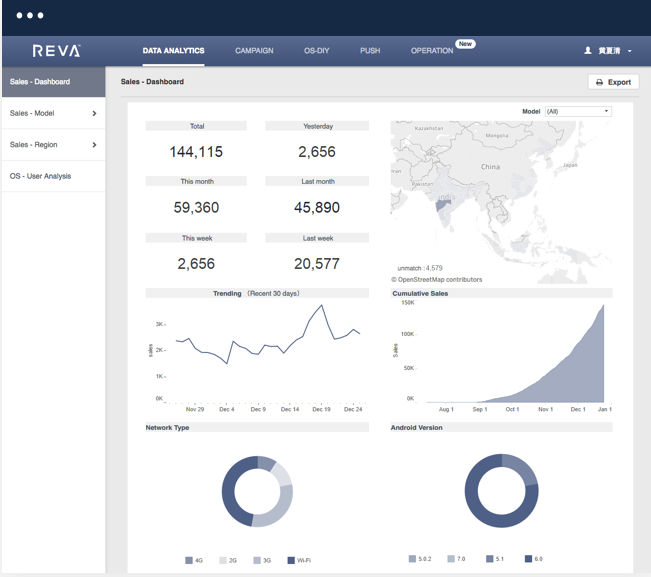 REVA
DATA ANALYTICS
CAMPAIGN
OS-DIY
PUSH
OPERATION
New
黄夏清
Sales - Dashboard
Sales - Model
Sales - Region
OS - User Analysis
Sales - Dashboard
Export
Model (All)
Total
Yesterday
144,115
2,656
This month
Last month
59,360
45,890
This week
Last week
2,656
20,577
Kazakhstan
Mongolia
China
Japan
Iran
Pakistan
India
unmatch : 4,579
© OpenStreetMap contributors
Trending （Recent 30 days）
sales
3K
2K
1K
0K
Nov 29
Dec 4
Dec 9
Dec 14
Dec 19
Dec 24
Cumulative Sales
Sales
150K
100K
50K
0K
Aug 1
Sep 1
Oct 1
Nov 1
Dec 1
Jan 1
Network Type
4G
2G
3G
Wi-Fi
Android Version
5.0.2
7.0
5.1
6.0